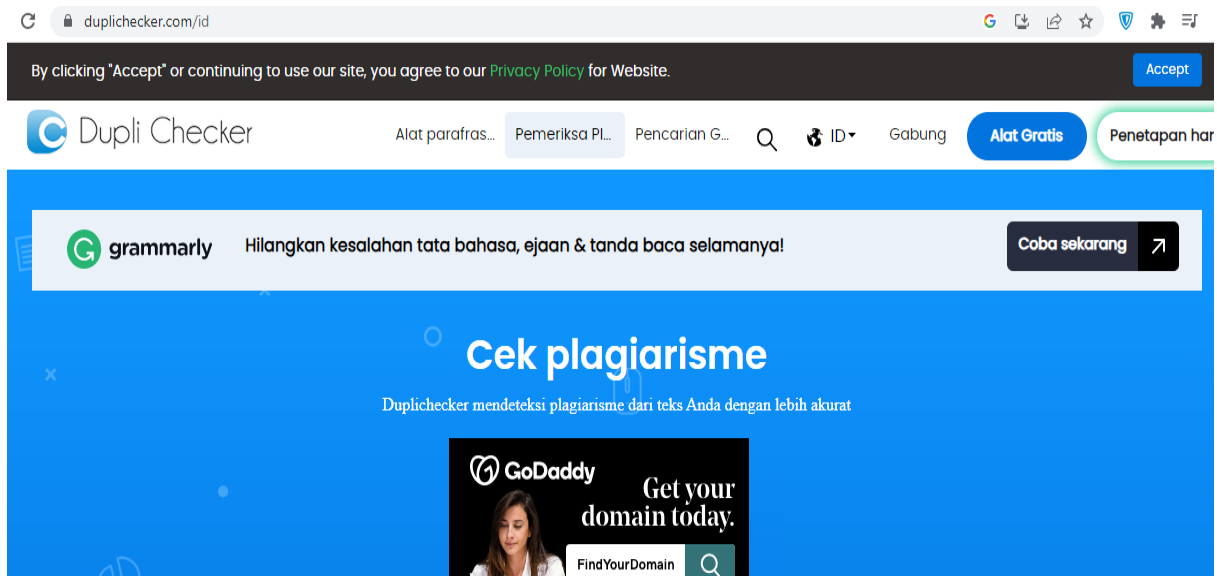 duplichecker.com/id
By clicking "Accept" or continuing to use our site, you agree to our Privacy Policy for Website.
Accept
Dupli Checker
Alat parafras...
Pemeriksa Pl...
Pencarian G...
ID
Gabung
Alat Gratis
Penetapan har
grammarly
Hilangkan kesalahan tata bahasa, ejaan & tanda baca selamanya!
Coba sekarang
Cek plagiarisme
Duplichecker mendeteksi plagiarisme dari teks Anda dengan lebih akurat
GoDaddy
Get your
domain today.
FindYourDomain